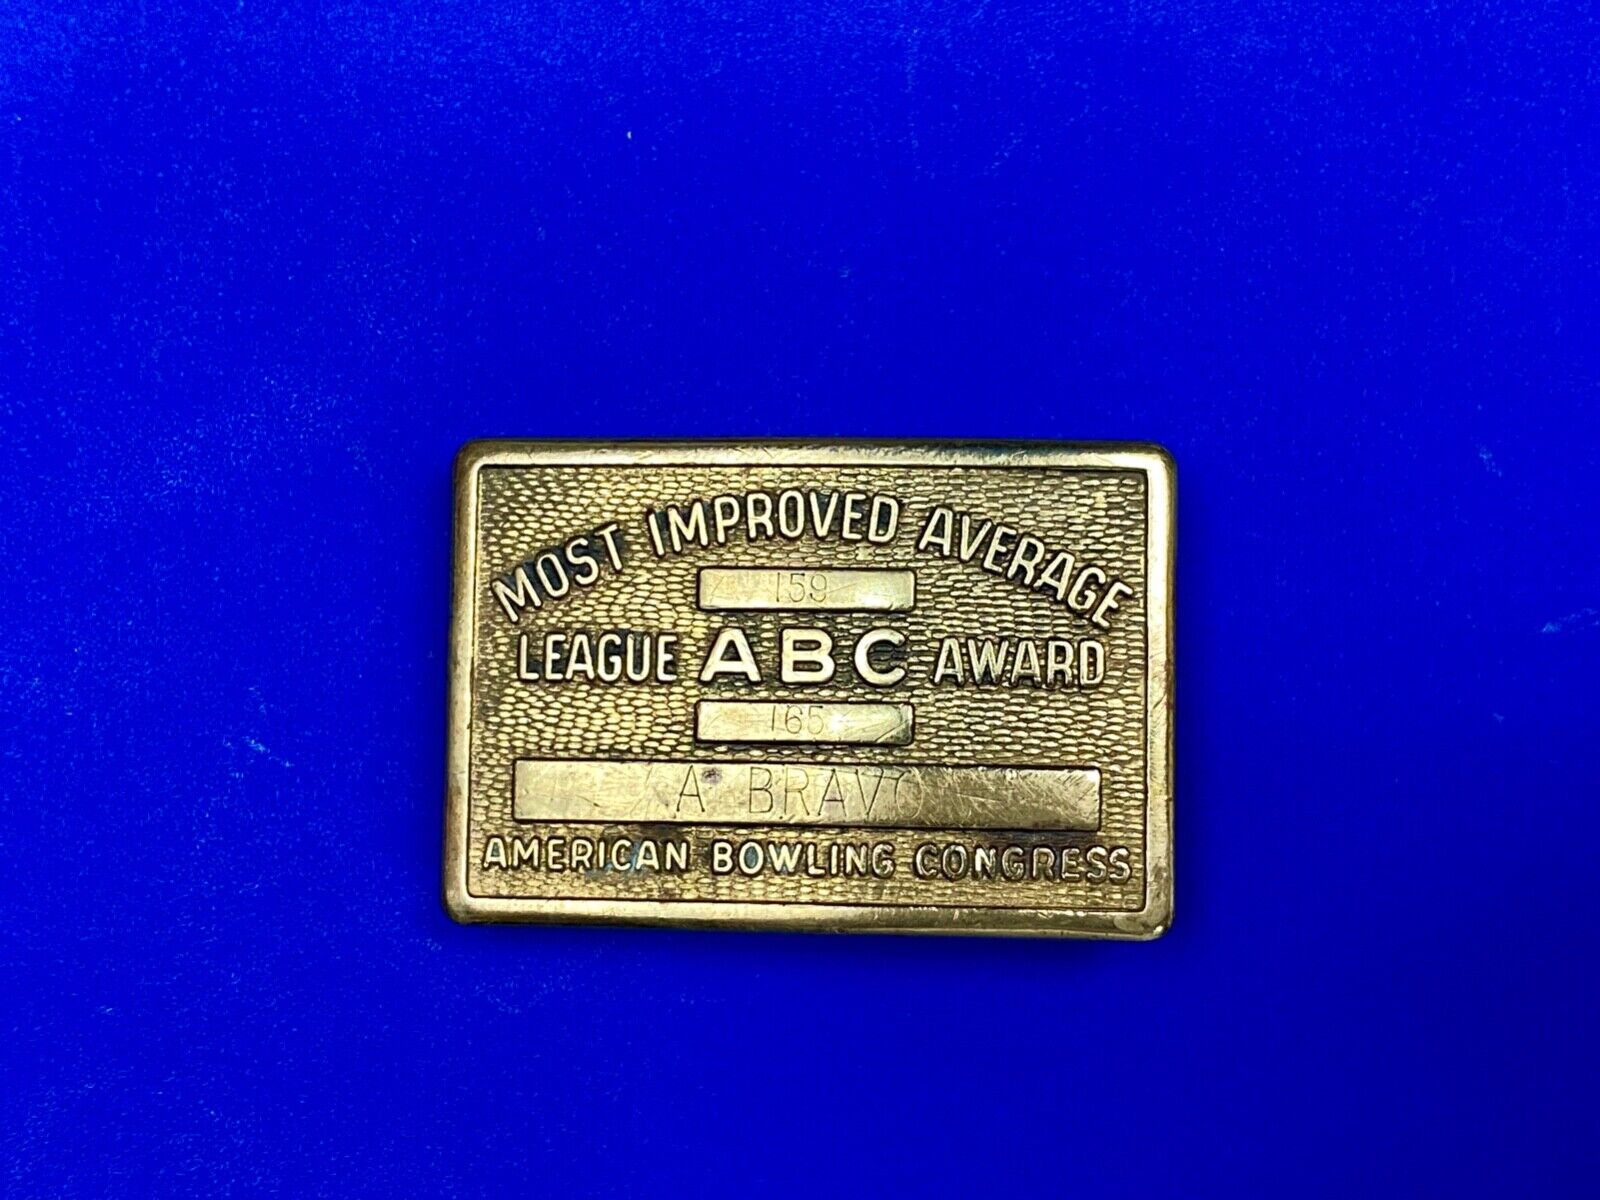 MOST IMPROVED AVERAGE
159
LEAGUE ABC AWARD
165
A BRAVO
AMERICAN BOWLING CONGRESS